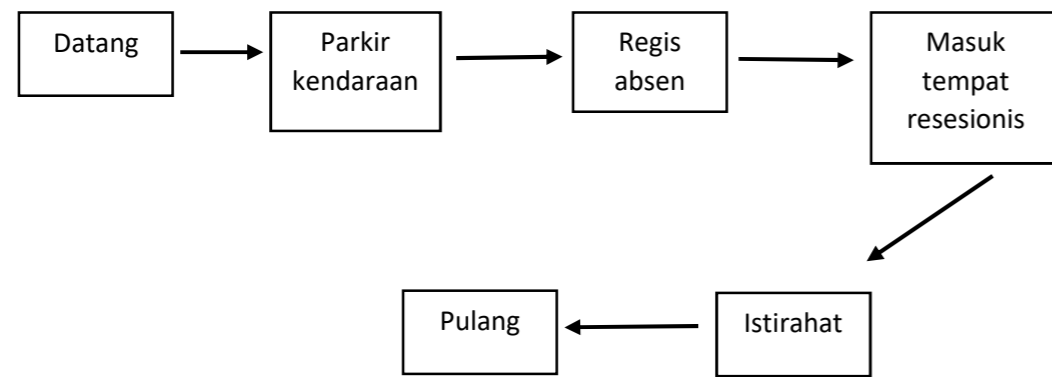 Datang
Parkir
kendaraan
Regis
absen
Masuk
tempat
resesionis
Istirahat
Pulang